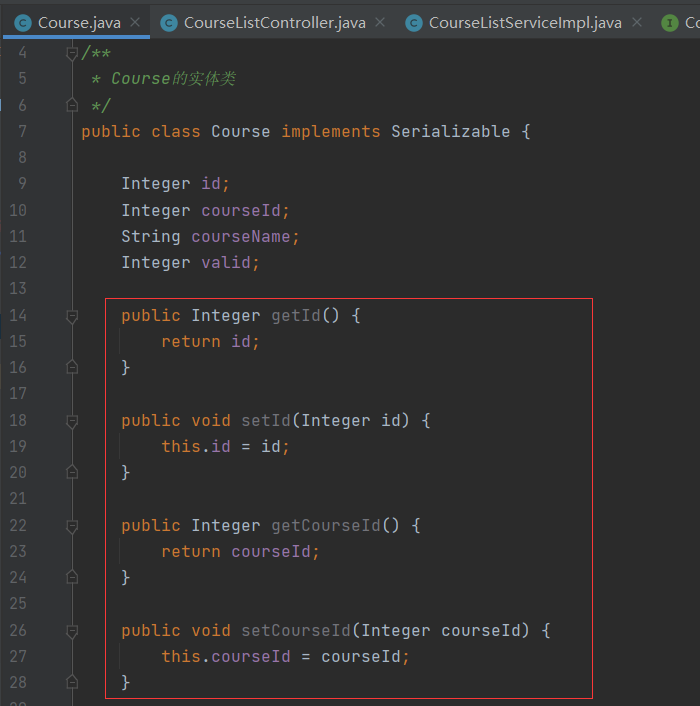 Course.java CourseListController.java CourseListServiceImpl.java
4 /**
5  * Course的实体类
6  */
7 public class Course implements Serializable {
8
9     Integer id;
10     Integer courseId;
11     String courseName;
12     Integer valid;
13
14     public Integer getId() {
15         return id;
16     }
17
18     public void setId(Integer id) {
19         this.id = id;
20     }
21
22     public Integer getCourseId() {
23         return courseId;
24     }
25
26     public void setCourseId(Integer courseId) {
27         this.courseId = courseId;
28     }